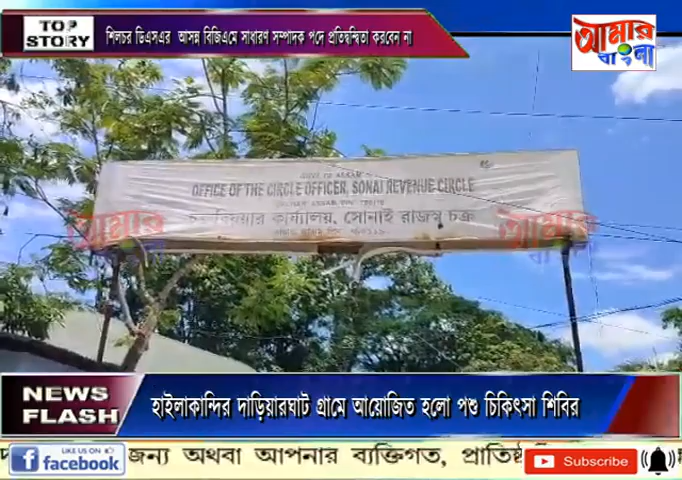 TOP STORY
শিলচর ডিএসএর আসন্ন বিজিএমে সাধারণ সম্পাদক পদে প্রতিদ্বন্দ্বিতা করবেন না
আমার বাংলা
OFFICE OF THE CIRCLE OFFICER, SONAI REVENUE CIRCLE
কাৰ্যালয়, সোনাই ৰাজহ চক্ৰ
আমার
আমার
NEWS FLASH
হাইলাকান্দির দাড়িয়ারঘাট গ্রামে আয়োজিত হলো পশু চিকিৎসা শিবির
LIKE US ON
facebook
জন্য অথবা আপনার ব্যক্তিগত,
Subscribe